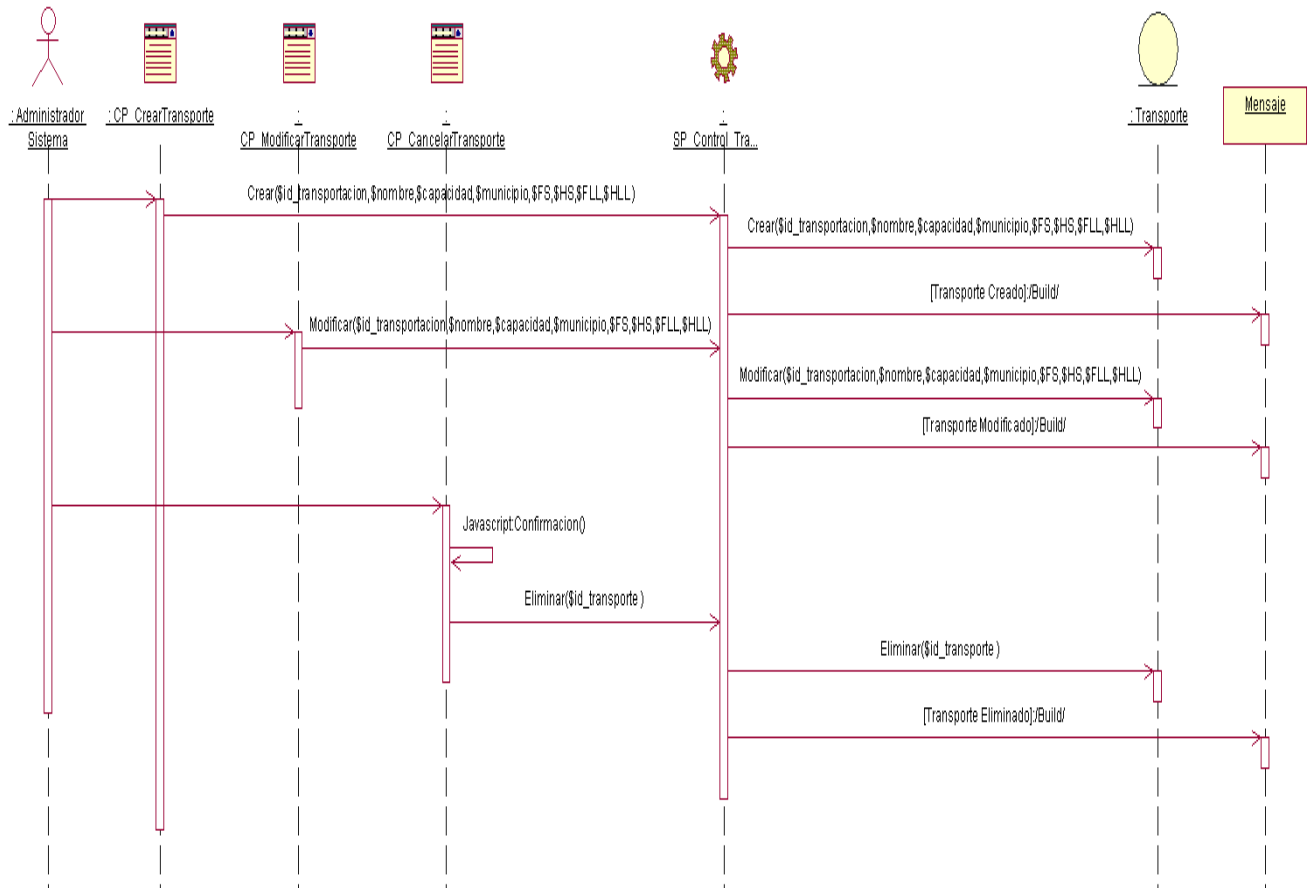 : Administrador
Sistema
: CP_CrearTransporte
:
CP_ModificarTransporte
:
CP_CancelarTransporte
:
SP_Control_Tra...
: Transporte
Mensaje
Crear($id_transportacion,$nombre,$capacidad,$municipio,$FS,$HS,$FLL,$HLL)
Crear($id_transportacion,$nombre,$capacidad,$municipio,$FS,$HS,$FLL,$HLL)
[Transporte Creado]:/Build/
Modificar($id_transportacion,$nombre,$capacidad,$municipio,$FS,$HS,$FLL,$HLL)
Modificar($id_transportacion,$nombre,$capacidad,$municipio,$FS,$HS,$FLL,$HLL)
[Transporte Modificado]:/Build/
Javascript:Confirmacion()
Eliminar($id_transporte )
Eliminar($id_transporte )
[Transporte Eliminado]:/Build/